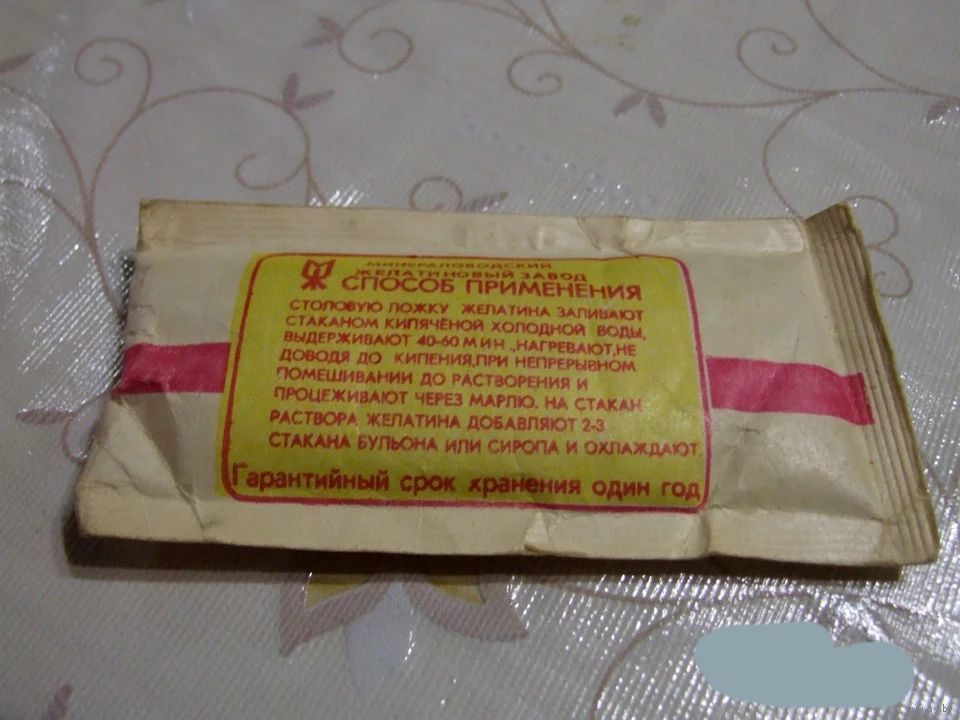 МИНЕРАЛОВОДСКИЙ
ЖЕЛАТИНОВЫЙ ЗАВОД
СПОСОБ ПРИМЕНЕНИЯ
СТОЛОВУЮ ЛОЖКУ ЖЕЛАТИНА ЗАЛИВАЮТ
СТАКАНОМ КИПЯЧЁНОЙ ХОЛОДНОЙ ВОДЫ,
ВЫДЕРЖИВАЮТ 40-60 МИН.,НАГРЕВАЮТ,НЕ
ДОВОДЯ ДО КИПЕНИЯ,ПРИ НЕПРЕРЫВНОМ
ПОМЕШИВАНИИ ДО РАСТВОРЕНИЯ И
ПРОЦЕЖИВАЮТ ЧЕРЕЗ МАРЛЮ. НА СТАКАН
РАСТВОРА ЖЕЛАТИНА ДОБАВЛЯЮТ 2-3
СТАКАНА БУЛЬОНА ИЛИ СИРОПА И ОХЛАЖДАЮТ.
Гарантийный срок хранения один год